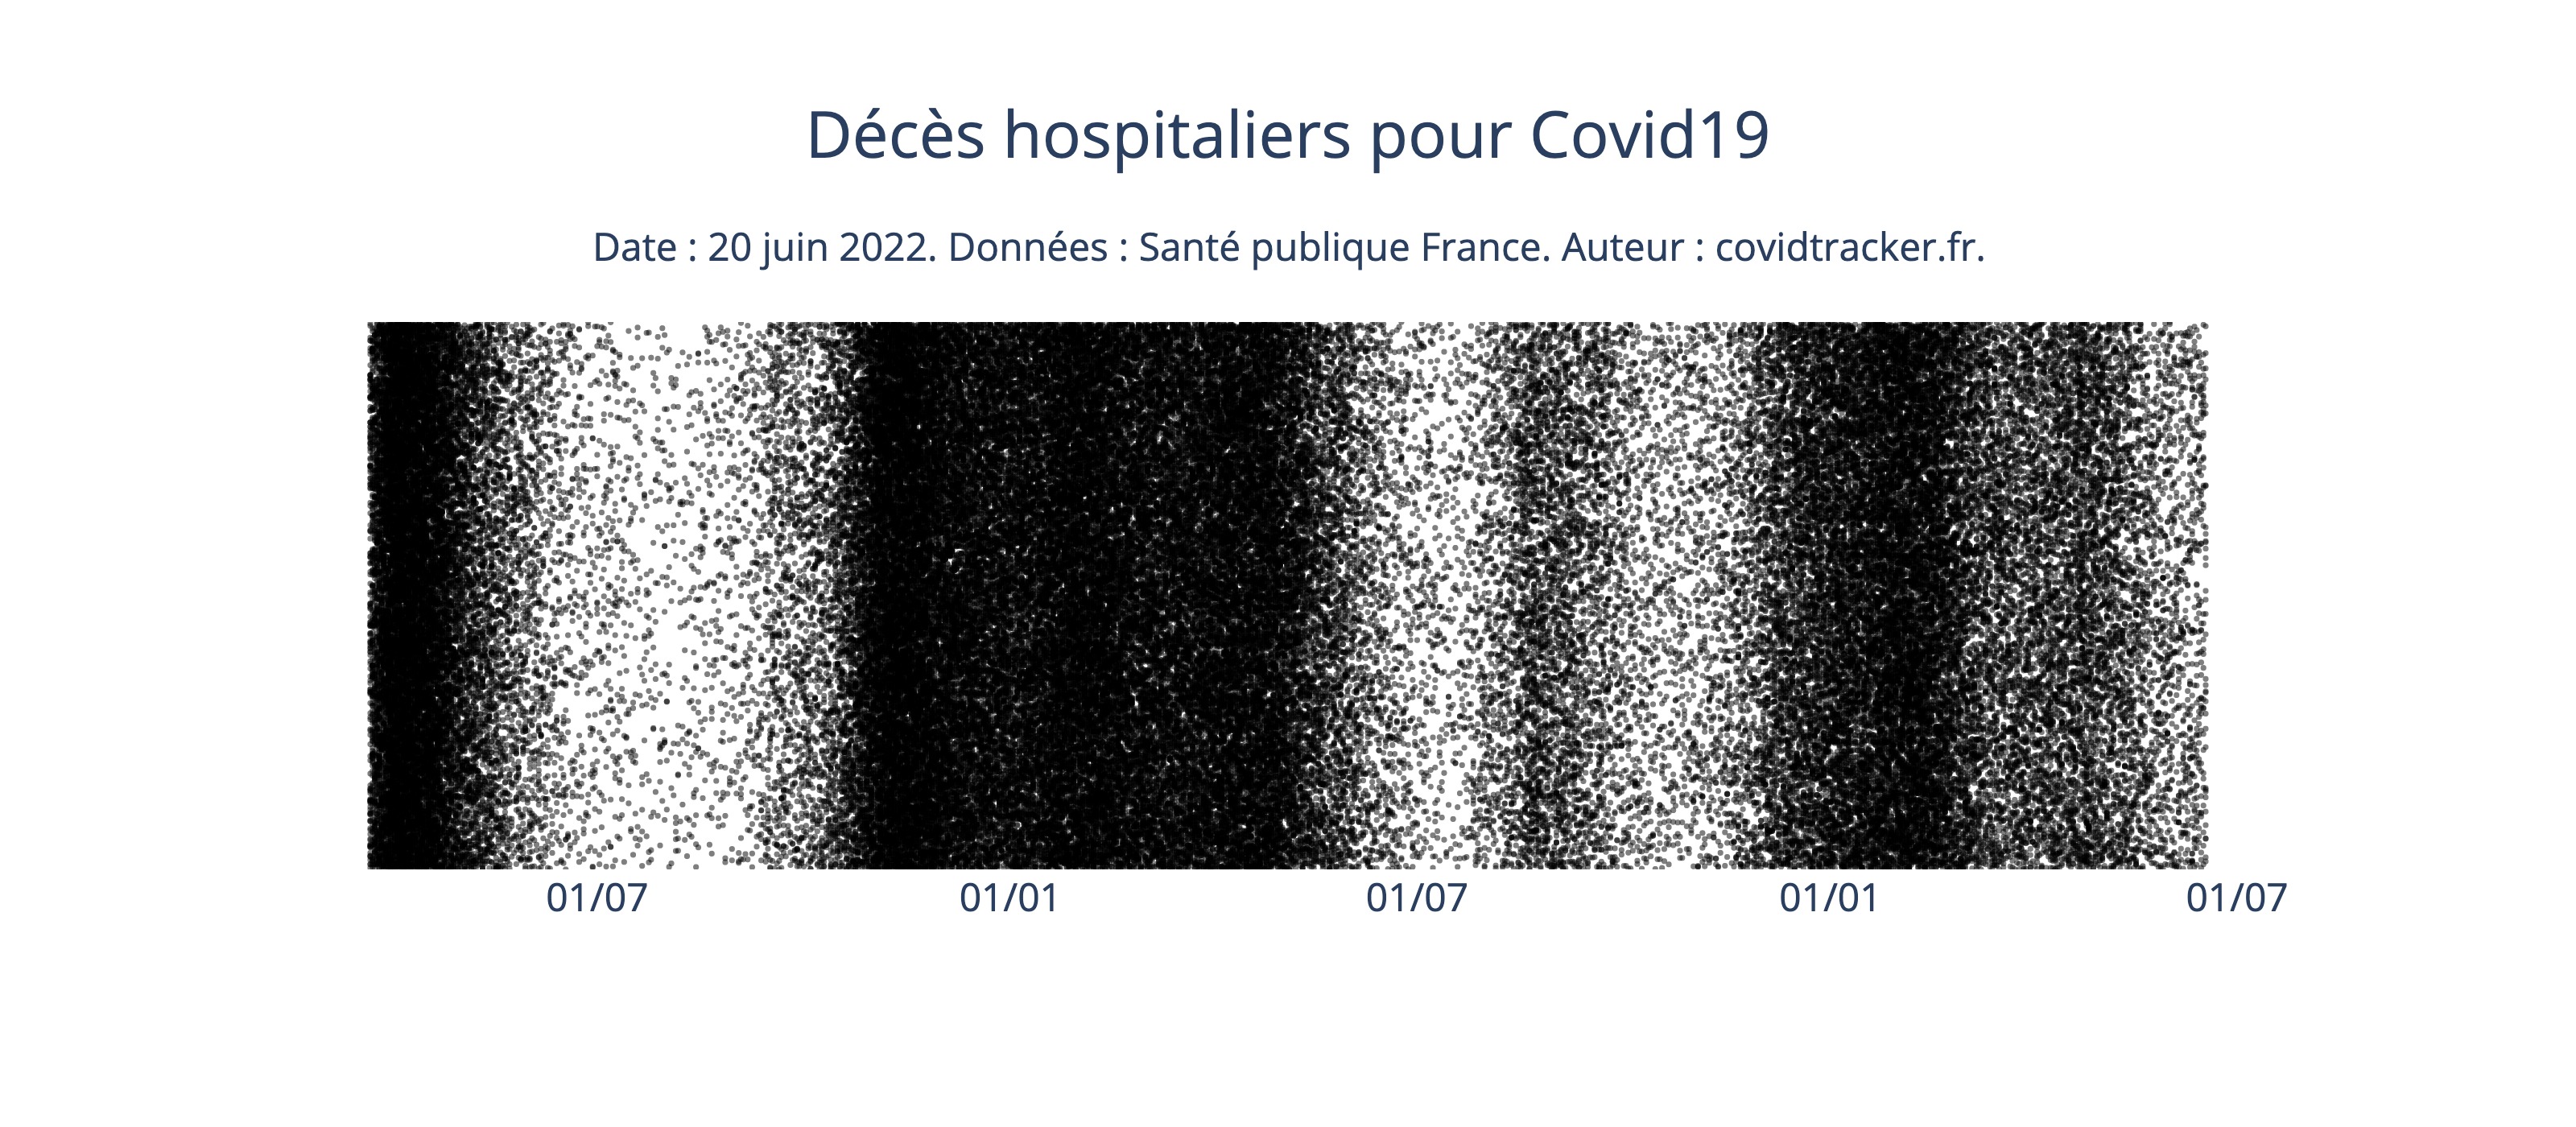 Décès hospitaliers pour Covid19
Date : 20 juin 2022. Données : Santé publique France. Auteur : covidtracker.fr.
01/07 01/01 01/07 01/01 01/07